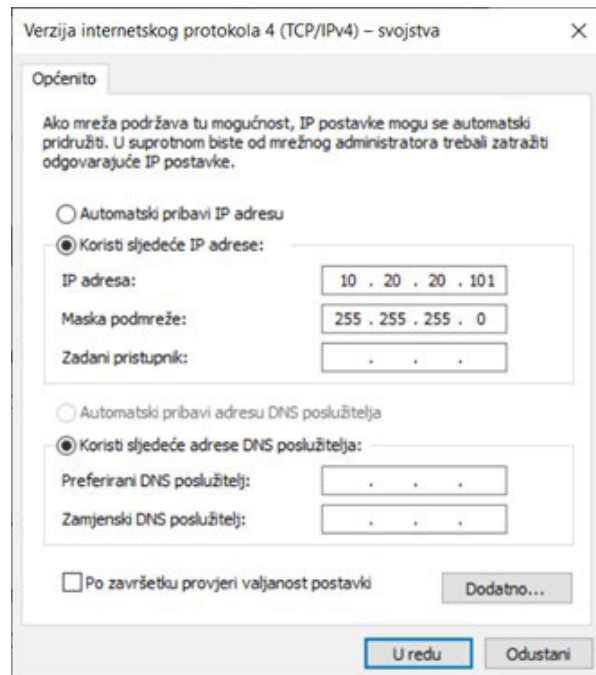 Verzija internetskog protokola 4 (TCP/IPv4) – svojstva
Općenito
Ako mreža podržava tu mogućnost, IP postavke mogu se automatski
pridružiti. U suprotnom biste od mrežnog administratora trebali zatražiti
odgovarajuće IP postavke.
Automatski pribavi IP adresu
Koristi sljedeće IP adrese:
IP adresa: 10 . 20 . 20 . 101
Maska podmreže: 255 . 255 . 255 . 0
Zadani pristupnik: . . .
Automatski pribavi adresu DNS poslužitelja
Koristi sljedeće adrese DNS poslužitelja:
Preferirani DNS poslužitelj: . . .
Zamjenski DNS poslužitelj: . . .
Po završetku provjeri valjanost postavki
Dodatno...
U redu Odustani